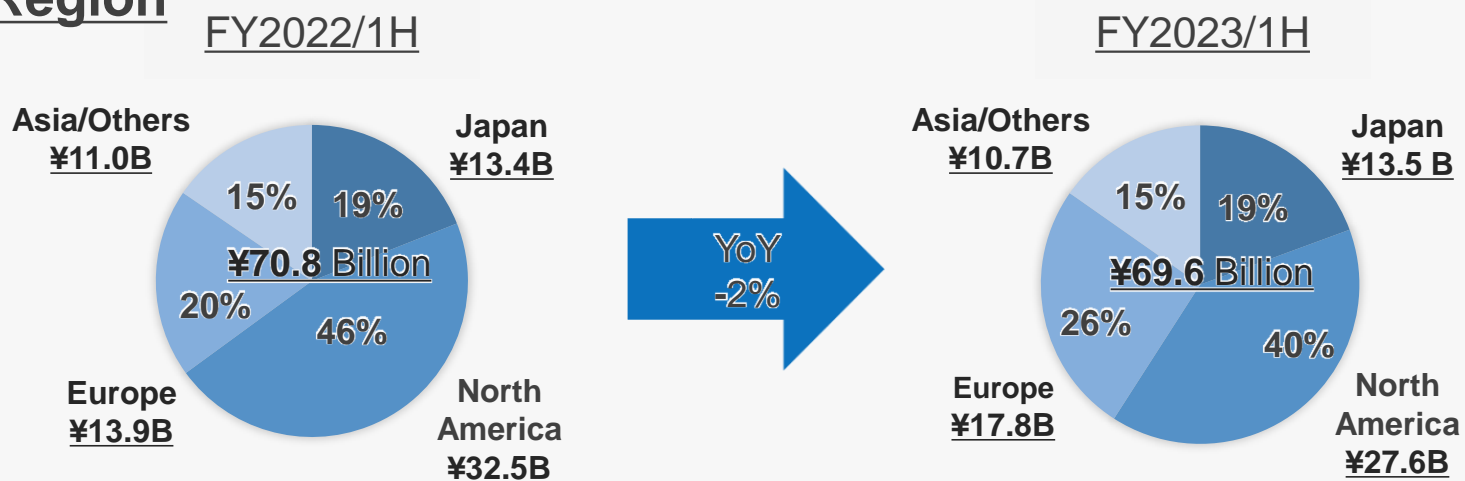 Region
FY2022/1H
Asia/Others
¥11.0B
Japan
¥13.4B
15%
19%
¥70.8 Billion
20%
46%
Europe
¥13.9B
North
America
¥32.5B
YoY
-2%
FY2023/1H
Asia/Others
¥10.7B
Japan
¥13.5 B
15%
19%
¥69.6 Billion
26%
40%
Europe
¥17.8B
North
America
¥27.6B